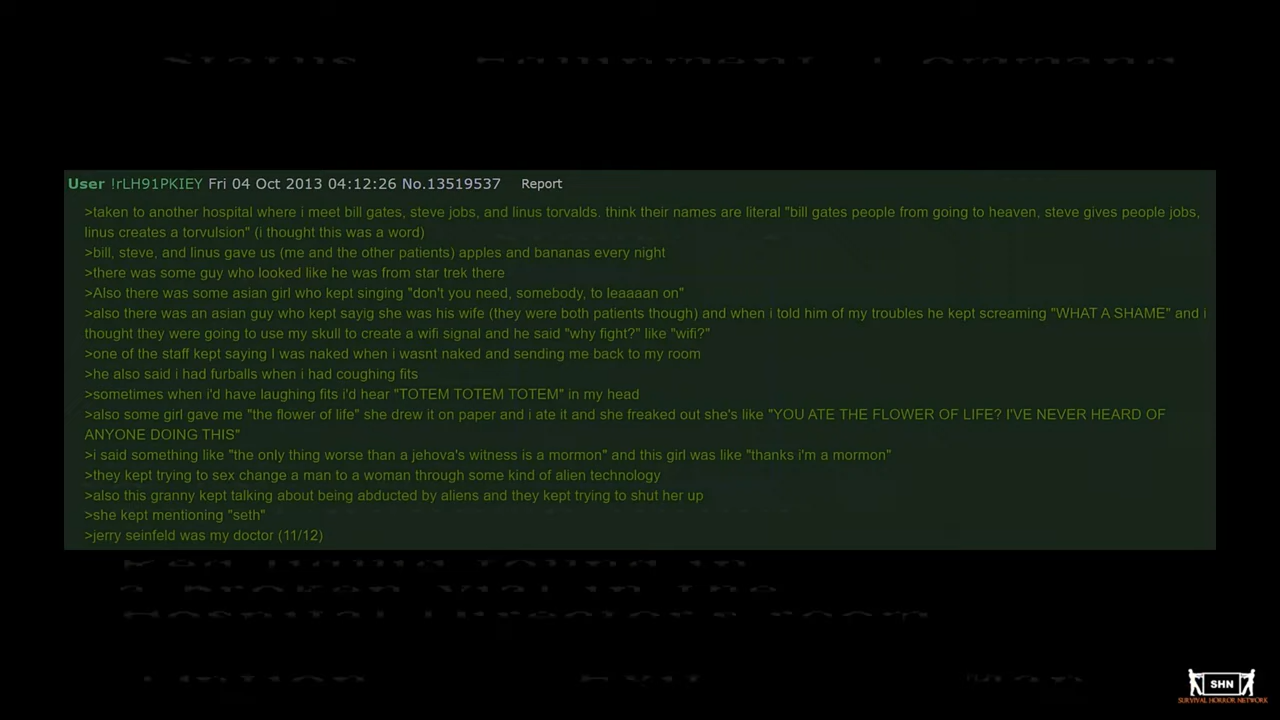 User !rLH91PKIEY Fri 04 Oct 2013 04:12:26 No.13519537 Report
>taken to another hospital where i meet bill gates, steve jobs, and linus torvalds. think their names are literal "bill gates people from going to heaven, steve gives people jobs,
linus creates a torvulsion" (i thought this was a word)
>bill, steve, and linus gave us (me and the other patients) apples and bananas every night
>there was some guy who looked like he was from star trek there
>Also there was some asian girl who kept singing "don't you need, somebody, to leaaaan on"
>also there was an asian guy who kept sayig she was his wife (they were both patients though) and when i told him of my troubles he kept screaming "WHAT A SHAME" and i
thought they were going to use my skull to create a wifi signal and he said "why fight?" like "wifi?"
>one of the staff kept saying I was naked when i wasnt naked and sending me back to my room
>he also said i had furballs when i had coughing fits
>sometimes when i'd have laughing fits i'd hear "TOTEM TOTEM TOTEM" in my head
>also some girl gave me "the flower of life" she drew it on paper and i ate it and she freaked out she's like "YOU ATE THE FLOWER OF LIFE? I'VE NEVER HEARD OF
ANYONE DOING THIS"
>i said something like "the only thing worse than a jehova's witness is a mormon" and this girl was like "thanks i'm a mormon"
>they kept trying to sex change a man to a woman through some kind of alien technology
>also this granny kept talking about being abducted by aliens and they kept trying to shut her up
>she kept mentioning "seth"
>jerry seinfeld was my doctor (11/12)
SHN
SURVIVAL HORROR NETWORK